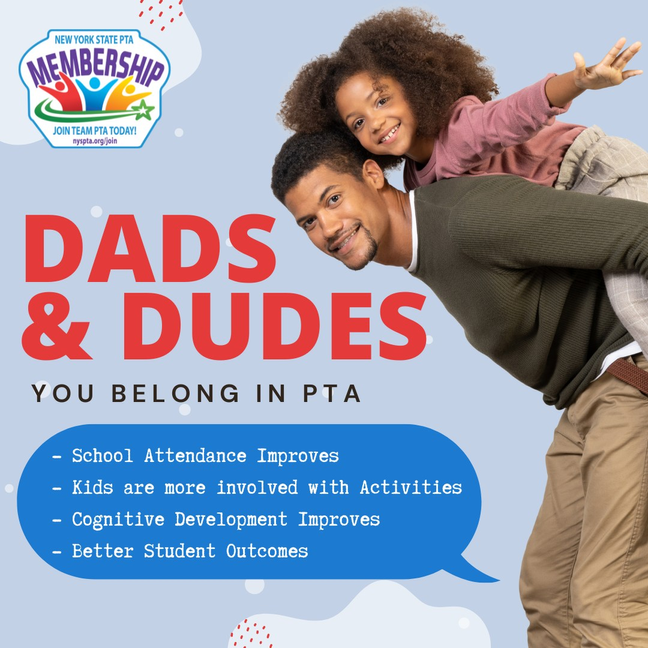 NEW YORK STATE PTA
MEMBERSHIP
JOIN TEAM PTA TODAY!
nyspta.org/join
DADS
& DUDES
YOU BELONG IN PTA
- School Attendance Improves
- Kids are more involved with Activities
- Cognitive Development Improves
- Better Student Outcomes